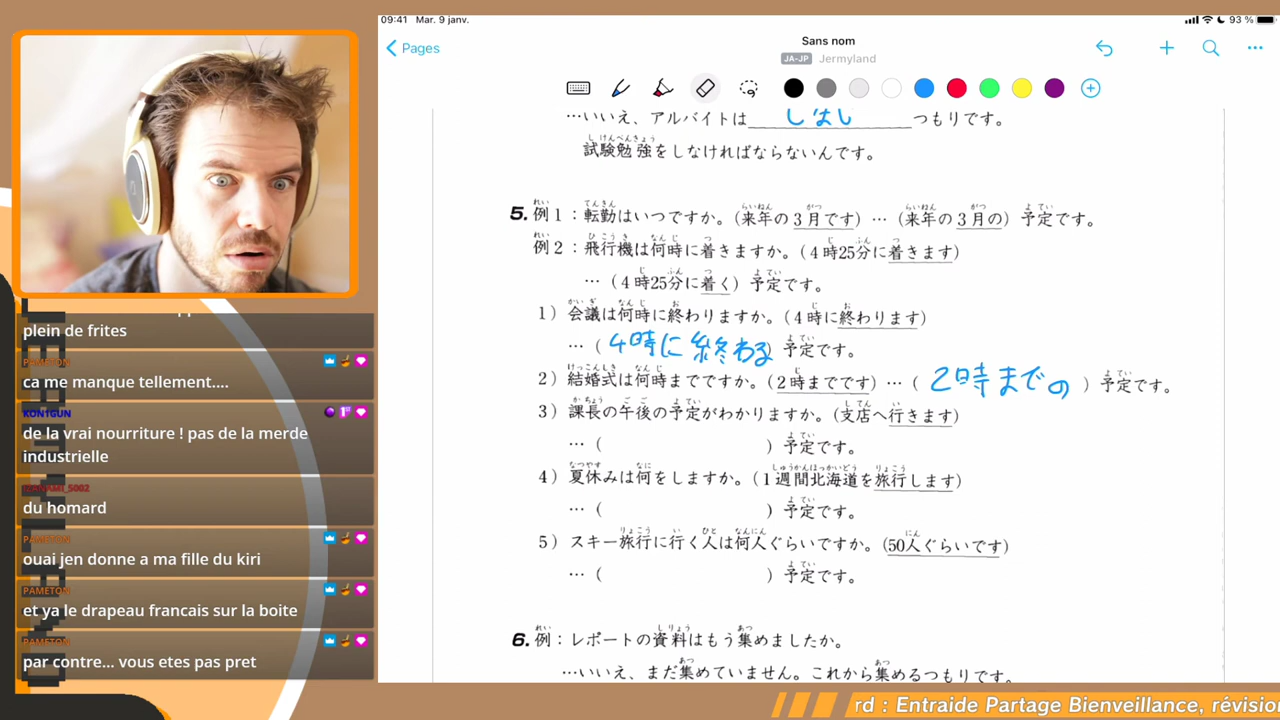 09:41 Mar. 9 janv.
93 %
Pages
Sans nom
JA-JP Jermyland
…いいえ、アルバイトは つもりです。
試験勉強をしなければならないんです。
5. 例1：転勤はいつですか。(来年の3月です) … (来年の3月の) 予定です。
例2：飛行機は何時に着きますか。(4時25分に着きます)
… (4時25分に着く) 予定です。
1) 会議は何時に終わりますか。(4時に終わります)
… (4時に終わる) 予定です。
2) 結婚式は何時までですか。(2時までです) … (2時までの) 予定です。
3) 課長の午後の予定がわかりますか。(支店へ行きます)
… ( ) 予定です。
4) 夏休みは何をしますか。(1週間北海道を旅行します)
… ( ) 予定です。
5) スキー旅行に行く人は何人ぐらいですか。(50人ぐらいです)
… ( ) 予定です。
6. 例：レポートの資料はもう集めましたか。
…いいえ、まだ集めていません。これから集めるつもりです。
plein de frites
PAMETON
ca me manque tellement....
KON1GUN
de la vrai nourriture ! pas de la merde
industrielle
du homard
PAMETON
ouai jen donne a ma fille du kiri
PAMETON
et ya le drapeau francais sur la boite
PAMETON
par contre... vous etes pas pret
rd : Entraide Partage Bienveillance, révisio